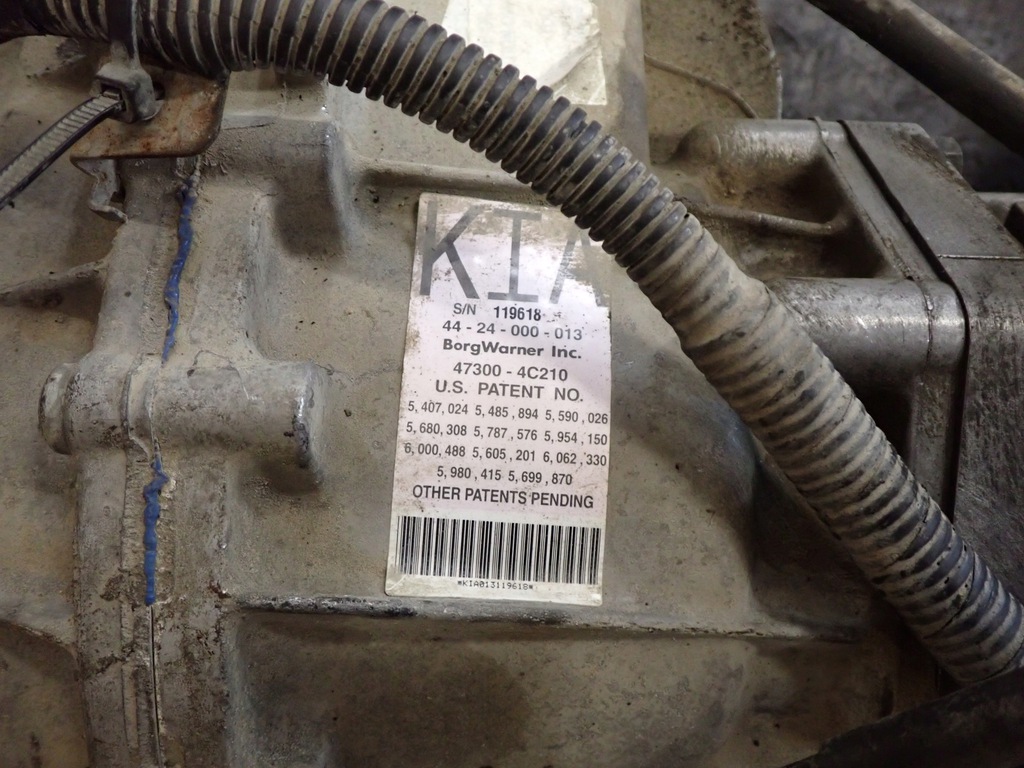 KIA
S/N 119618
44 - 24 - 000 - 013
BorgWarner Inc.
47300 - 4C210
U.S. PATENT NO.
5,407,024 5,485,894 5,590,026
5,680,308 5,787,576 5,954,150
6,000,488 5,605,201 6,062,330
5,980,415 5,699,870
OTHER PATENTS PENDING
*KIA013119618*